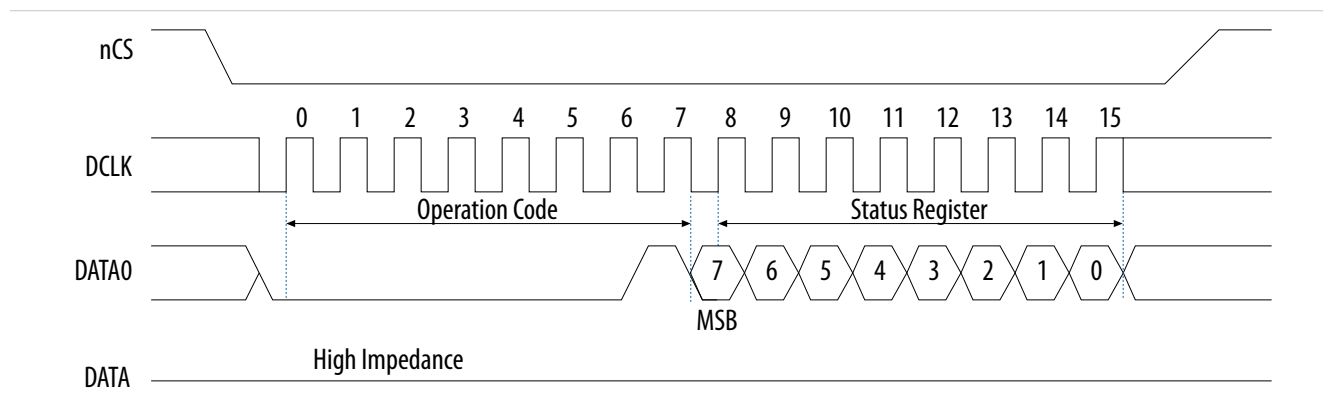 nCS
0 1 2 3 4 5 6 7 8 9 10 11 12 13 14 15
DCLK
Operation Code Status Register
DATA0 7 6 5 4 3 2 1 0
MSB
High Impedance
DATA